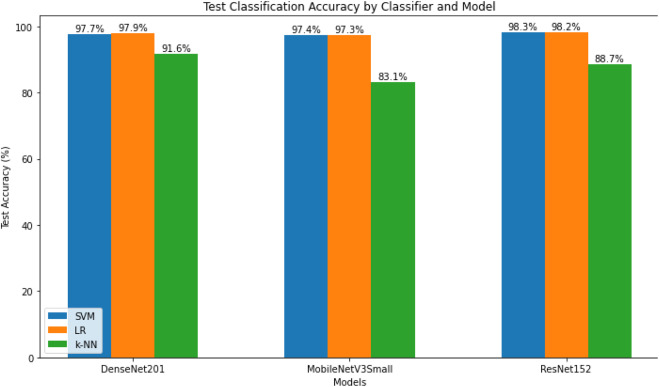 Test Classification Accuracy by Classifier and Model
100
80
60
40
20
0
Test Accuracy (%)
97.7%
97.9%
91.6%
97.4%
97.3%
83.1%
98.3%
98.2%
88.7%
SVM
LR
k-NN
DenseNet201
MobileNetV3Small
ResNet152
Models